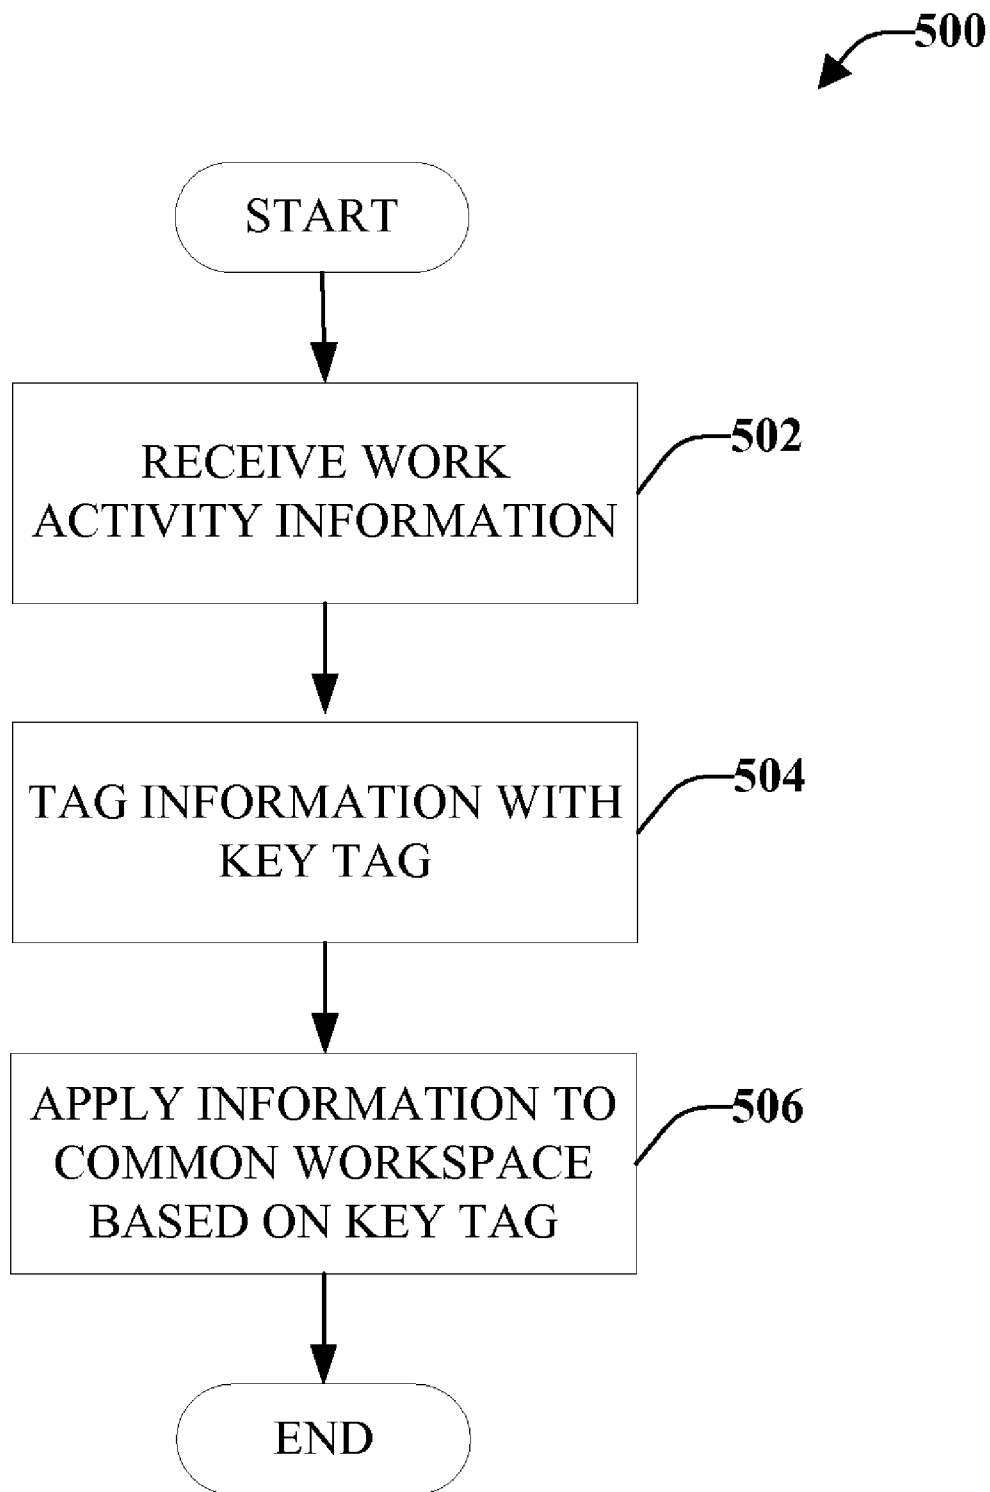 500
START
RECEIVE WORK
ACTIVITY INFORMATION
502
TAG INFORMATION WITH
KEY TAG
504
APPLY INFORMATION TO
COMMON WORKSPACE
BASED ON KEY TAG
506
END